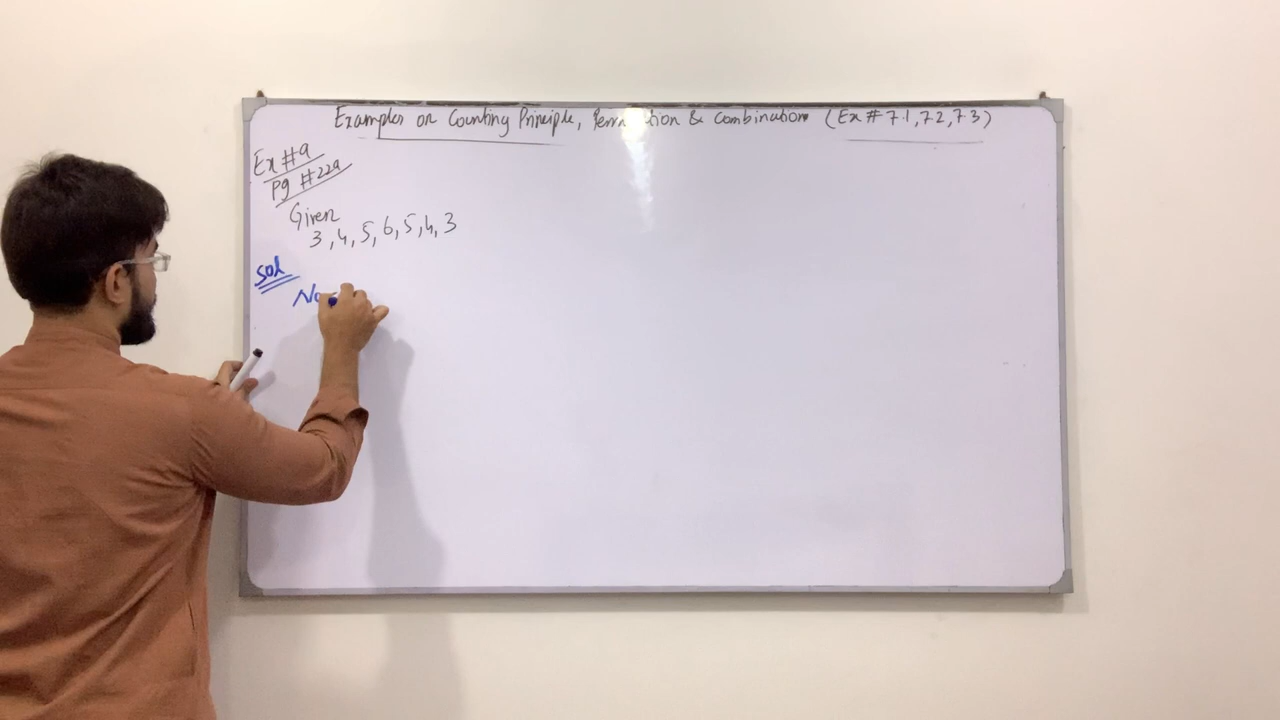 Examples on Counting Principle, & Combination (Ex # 7.1, 7.2, 7.3)
Ex # 9
Pg # 229
Given
3, 4, 5, 6, 5, 4, 3
Sol